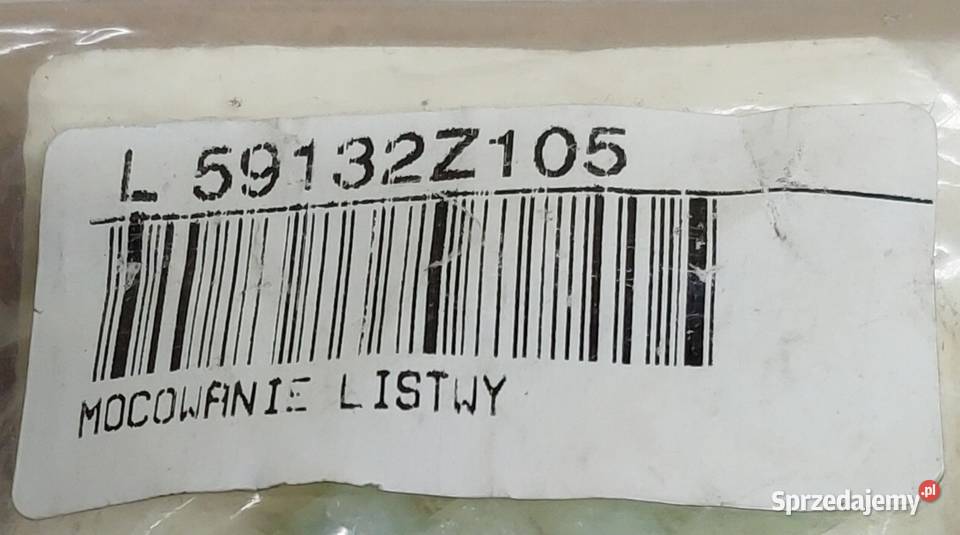 L 59132Z105
MOCOWANIE LISTWY
Sprzedajemy.pl